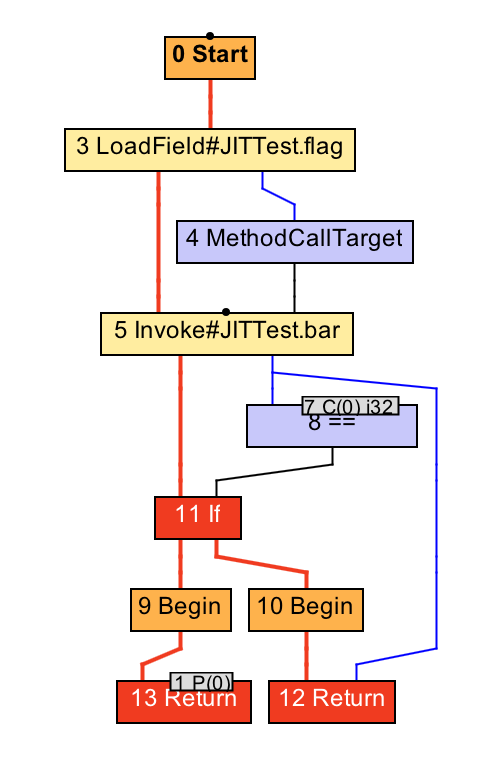 0 Start
3 LoadField#JITTest.flag
4 MethodCallTarget
5 Invoke#JITTest.bar
7 C(0) i32
8 ==
11 If
9 Begin
10 Begin
1 P(0)
13 Return
12 Return